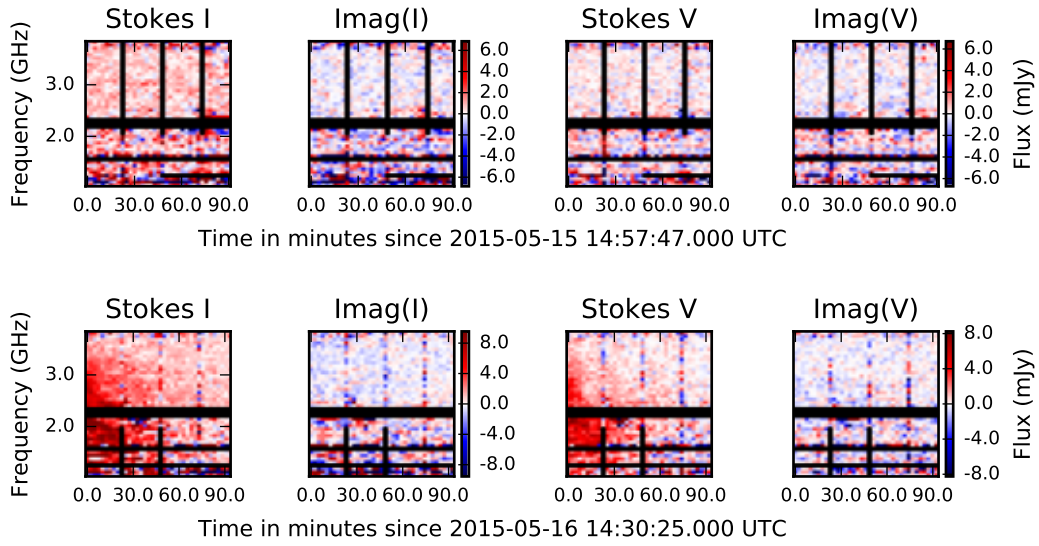 Stokes I Imag(I) Stokes V Imag(V)
Frequency (GHz)
3.0
2.0
6.0
4.0
2.0
0.0
-2.0
-4.0
-6.0
6.0
4.0
2.0
0.0
-2.0
-4.0
-6.0
Flux (mJy)
0.0 30.0 60.0 90.0 0.0 30.0 60.0 90.0 0.0 30.0 60.0 90.0 0.0 30.0 60.0 90.0
Time in minutes since 2015-05-15 14:57:47.000 UTC
Stokes I Imag(I) Stokes V Imag(V)
Frequency (GHz)
3.0
2.0
8.0
4.0
0.0
-4.0
-8.0
8.0
4.0
0.0
-4.0
-8.0
Flux (mJy)
0.0 30.0 60.0 90.0 0.0 30.0 60.0 90.0 0.0 30.0 60.0 90.0 0.0 30.0 60.0 90.0
Time in minutes since 2015-05-16 14:30:25.000 UTC